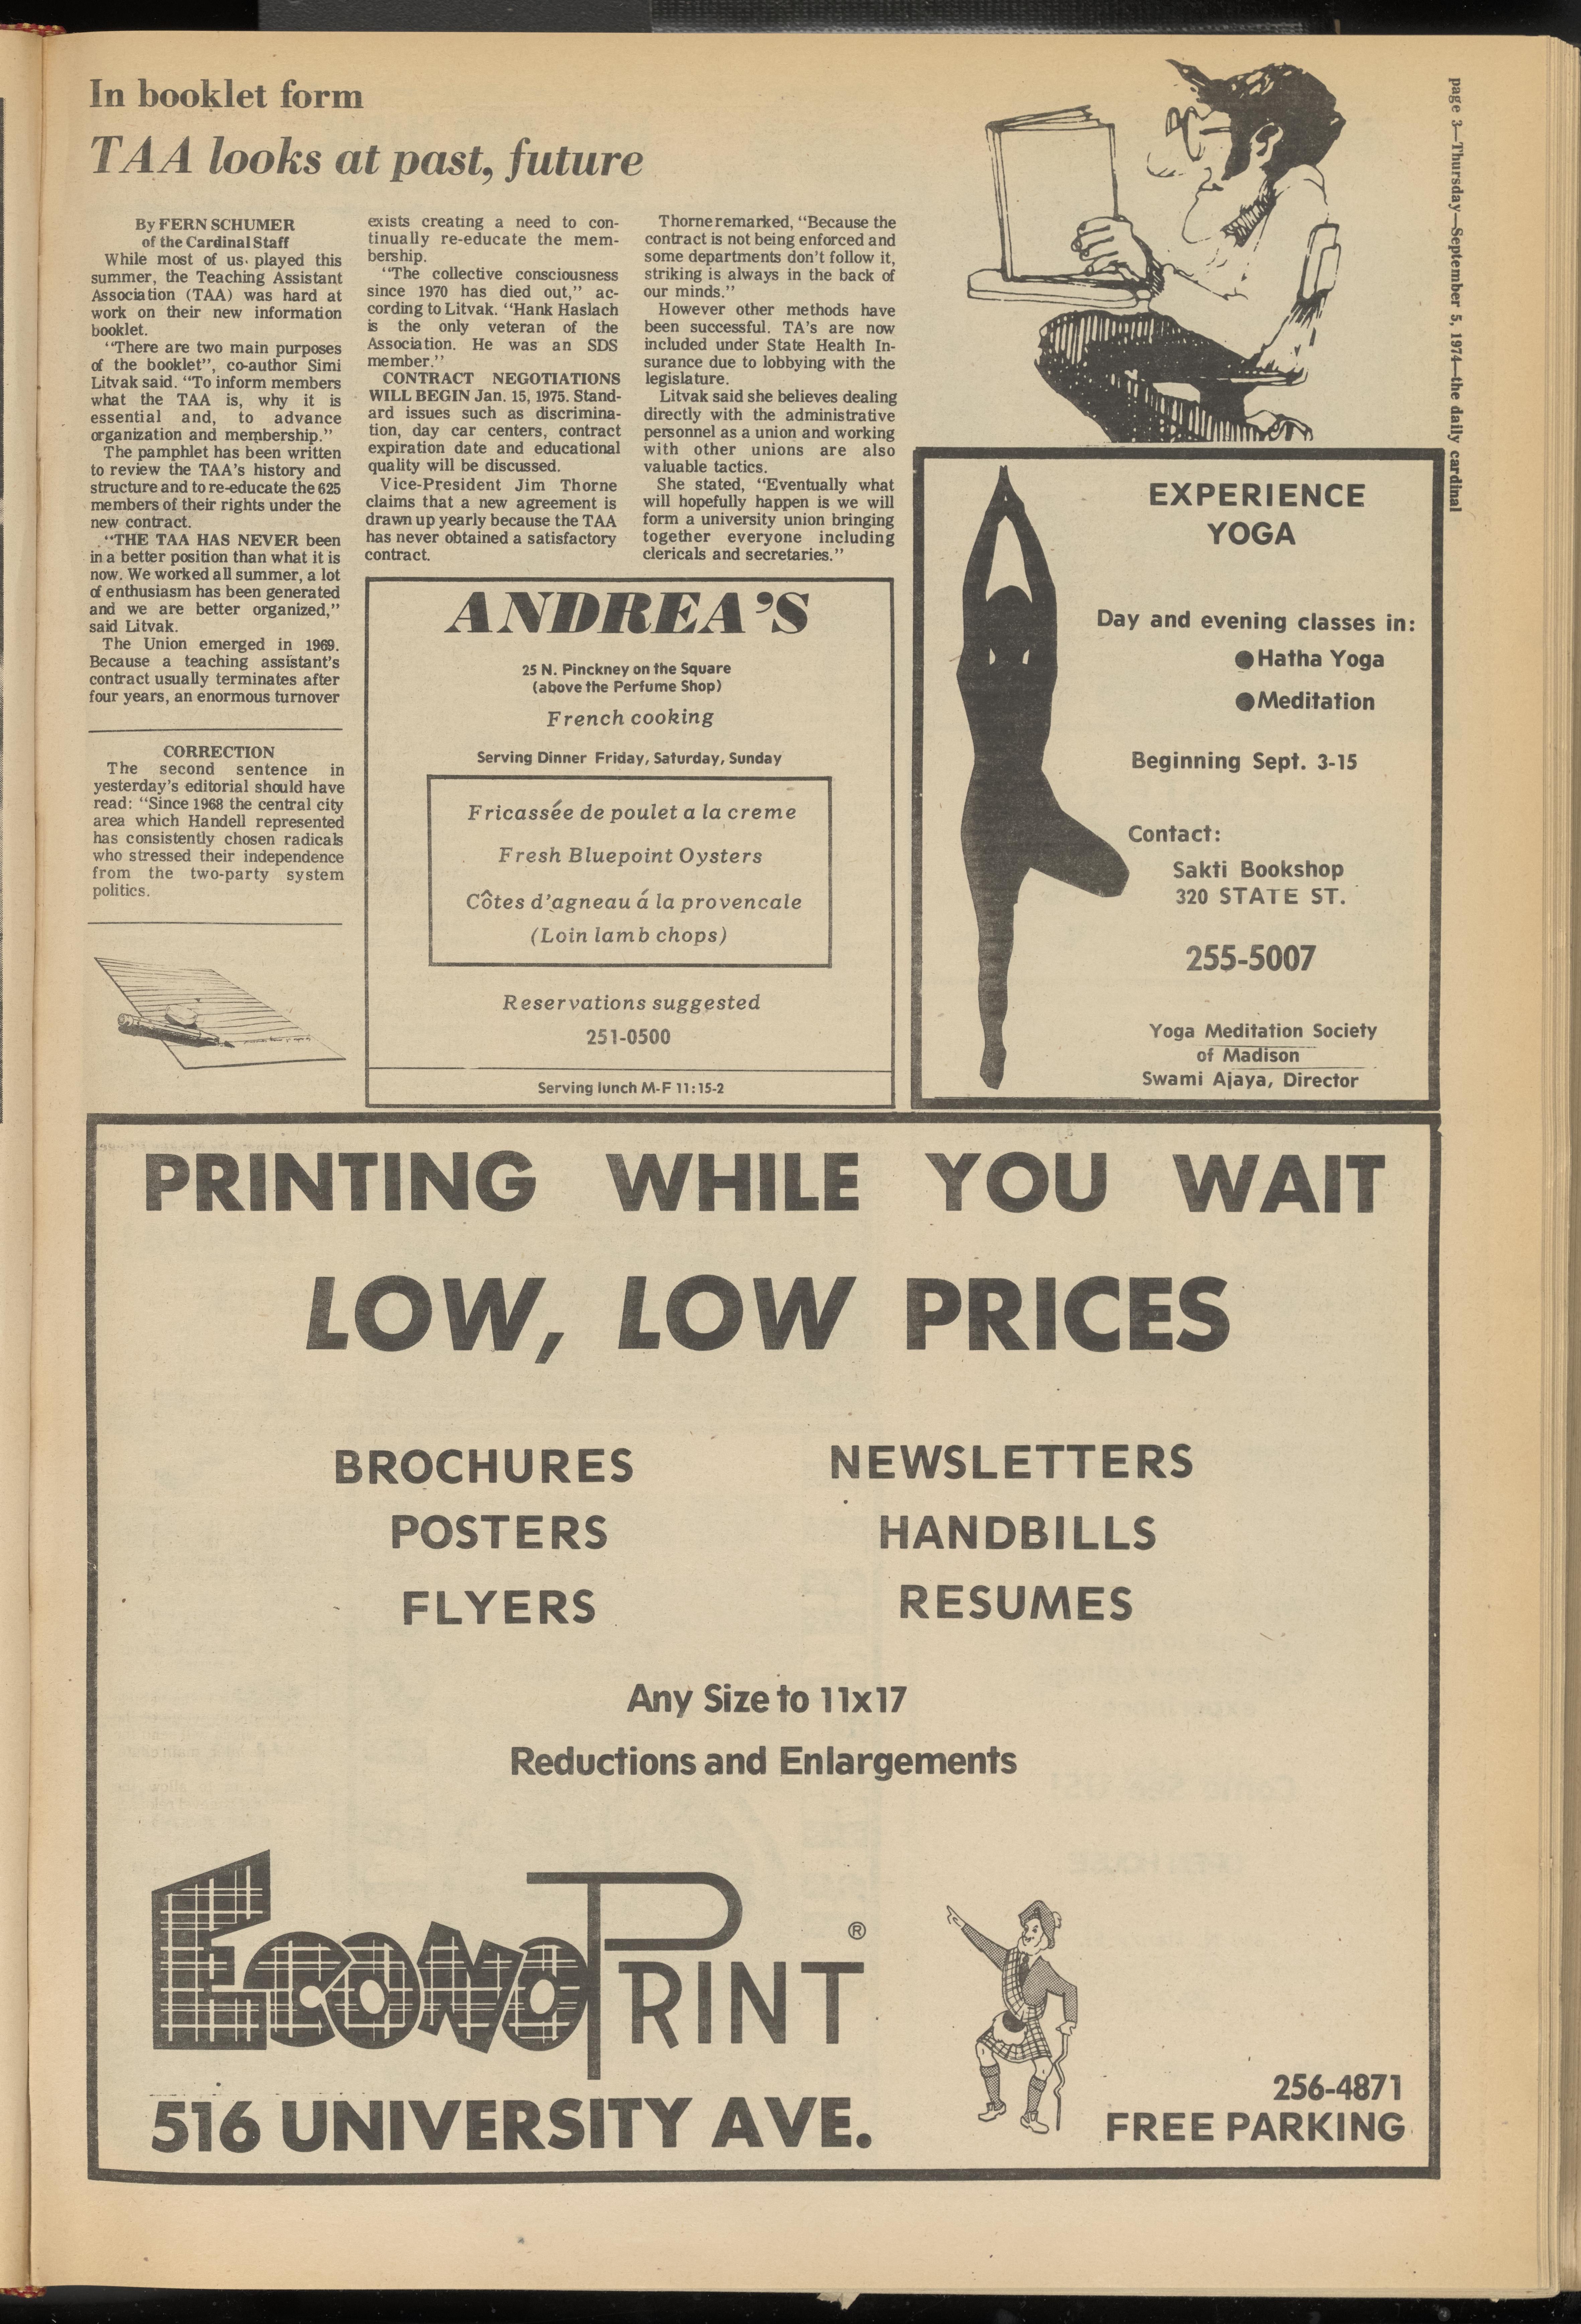 In booklet form
TAA looks at past, future
By FERN SCHUMER
of the Cardinal Staff
While most of us played this
summer, the Teaching Assistant
Association (TAA) was hard at
work on their new information
booklet.
"There are two main purposes
of the booklet", co-author Simi
Litvak said. "To inform members
what the TAA is, why it is
essential and, to advance
organization and membership."
The pamphlet has been written
to review the TAA's history and
structure and to re-educate the 625
members of their rights under the
new contract.
"THE TAA HAS NEVER been
in a better position than what it is
now. We worked all summer, a lot
of enthusiasm has been generated
and we are better organized,"
said Litvak.
The Union emerged in 1969.
Because a teaching assistant's
contract usually terminates after
four years, an enormous turnover
exists creating a need to con-
tinually re-educate the mem-
bership.
"The collective consciousness
since 1970 has died out," ac-
cording to Litvak. "Hank Haslach
is the only veteran of the
Association. He was an SDS
member."
CONTRACT NEGOTIATIONS
WILL BEGIN Jan. 15, 1975. Stand-
ard issues such as discrimina-
tion, day car centers, contract
expiration date and educational
quality will be discussed.
Vice-President Jim Thorne
claims that a new agreement is
drawn up yearly because the TAA
has never obtained a satisfactory
contract.
Thorne remarked, "Because the
contract is not being enforced and
some departments don't follow it,
striking is always in the back of
our minds."
However other methods have
been successful. TA's are now
included under State Health In-
surance due to lobbying with the
legislature.
Litvak said she believes dealing
directly with the administrative
personnel as a union and working
with other unions are also
valuable tactics.
She stated, "Eventually what
will hopefully happen is we will
form a university union bringing
together everyone including
clericals and secretaries."
CORRECTION
The second sentence in
yesterday's editorial should have
read: "Since 1968 the central city
area which Handell represented
has consistently chosen radicals
who stressed their independence
from the two-party system
politics.
ANDREA'S
25 N. Pinckney on the Square
(above the Perfume Shop)
French cooking
Serving Dinner Friday, Saturday, Sunday
Fricassée de poulet a la creme
Fresh Bluepoint Oysters
Côtes d'agneau á la provencale
(Loin lamb chops)
Reservations suggested
251-0500
Serving lunch M-F 11:15-2
page 3—Thursday—September 5, 1974—the daily cardinal
EXPERIENCE
YOGA
Day and evening classes in:
● Hatha Yoga
● Meditation
Beginning Sept. 3-15
Contact:
Sakti Bookshop
320 STATE ST.
255-5007
Yoga Meditation Society
of Madison
Swami Ajaya, Director
PRINTING WHILE YOU WAIT
LOW, LOW PRICES
BROCHURES NEWSLETTERS
POSTERS HANDBILLS
FLYERS RESUMES
Any Size to 11x17
Reductions and Enlargements
ECONOPRINT ®
516 UNIVERSITY AVE.
256-4871
FREE PARKING